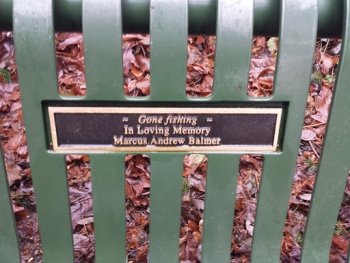 ≈ Gone fishing ≈
In Loving Memory
Marcus Andrew Balmer